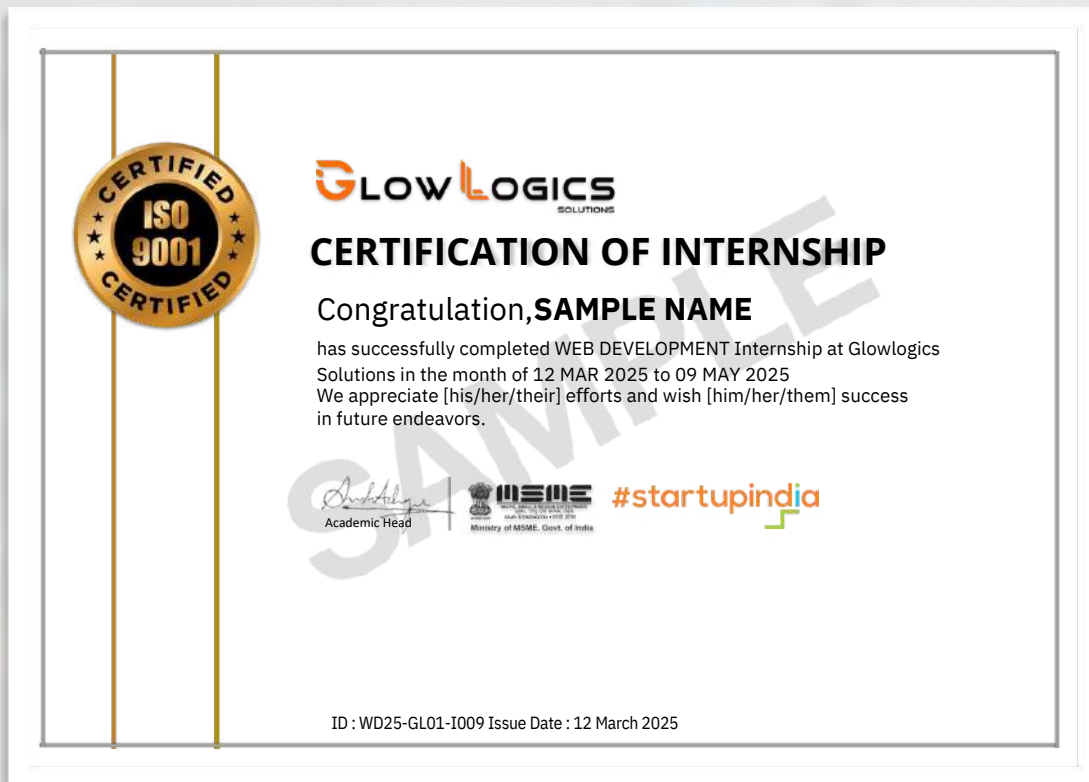 CERTIFIED
ISO
9001
CERTIFIED
GLOW LOGICS
SOLUTIONS
CERTIFICATION OF INTERNSHIP
Congratulation,SAMPLE NAME
has successfully completed WEB DEVELOPMENT Internship at Glowlogics
Solutions in the month of 12 MAR 2025 to 09 MAY 2025
We appreciate [his/her/their] efforts and wish [him/her/them] success
in future endeavors.
SAMPLE
Academic Head
MSME
Ministry of MSME. Govt. of India
#startupindia
ID : WD25-GL01-I009 Issue Date : 12 March 2025